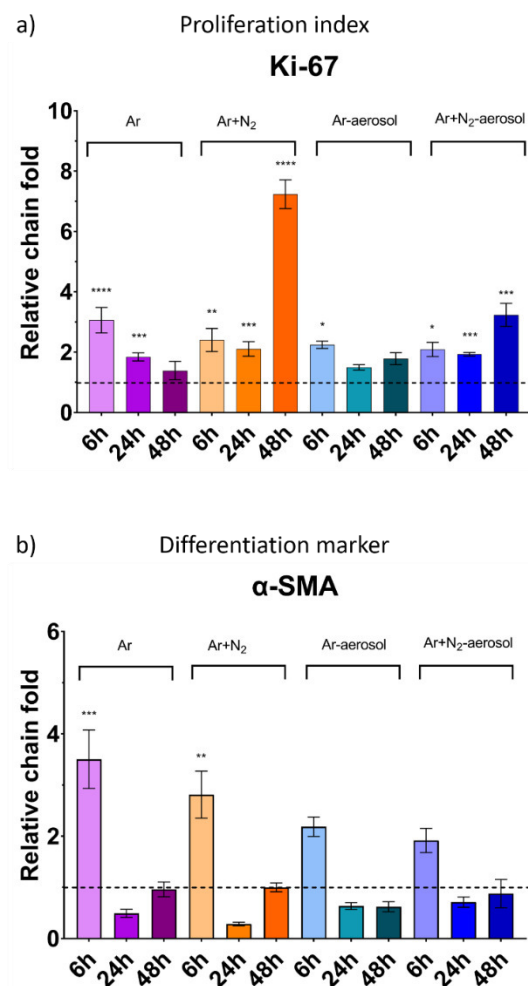 a) Proliferation index
Ki-67
Relative chain fold
10
8
6
4
2
0
Ar Ar+N₂ Ar-aerosol Ar+N₂-aerosol
**** *** ** *** **** * * *** ***
6h 24h 48h 6h 24h 48h 6h 24h 48h 6h 24h 48h
b) Differentiation marker
α-SMA
Relative chain fold
6
4
2
0
Ar Ar+N₂ Ar-aerosol Ar+N₂-aerosol
*** **
6h 24h 48h 6h 24h 48h 6h 24h 48h 6h 24h 48h